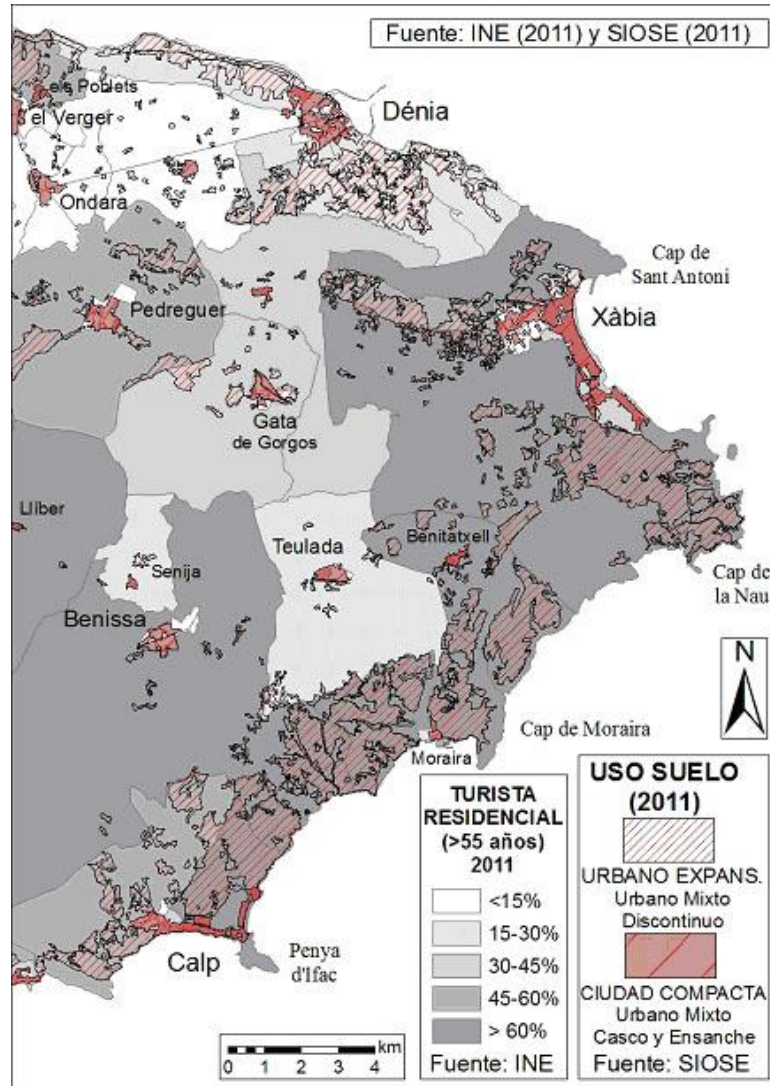 Fuente: INE (2011) y SIOSE (2011)
els Poblets
el Verger
Dénia
Ondara
Cap de
Sant Antoni
Pedreguer
Xàbia
Gata
de Gorgos
Llíber
Teulada
Benitatxell
Senija
Cap de
la Nau
Benissa
N
Cap de Moraira
Moraira
TURISTA
RESIDENCIAL
(>55 años)
2011
<15%
15-30%
30-45%
45-60%
> 60%
Fuente: INE
USO SUELO
(2011)
URBANO EXPANS.
Urbano Mixto
Discontinuo
CIUDAD COMPACTA
Urbano Mixto
Casco y Ensanche
Fuente: SIOSE
Calp
Penya
d'Ifac
km
0 1 2 3 4